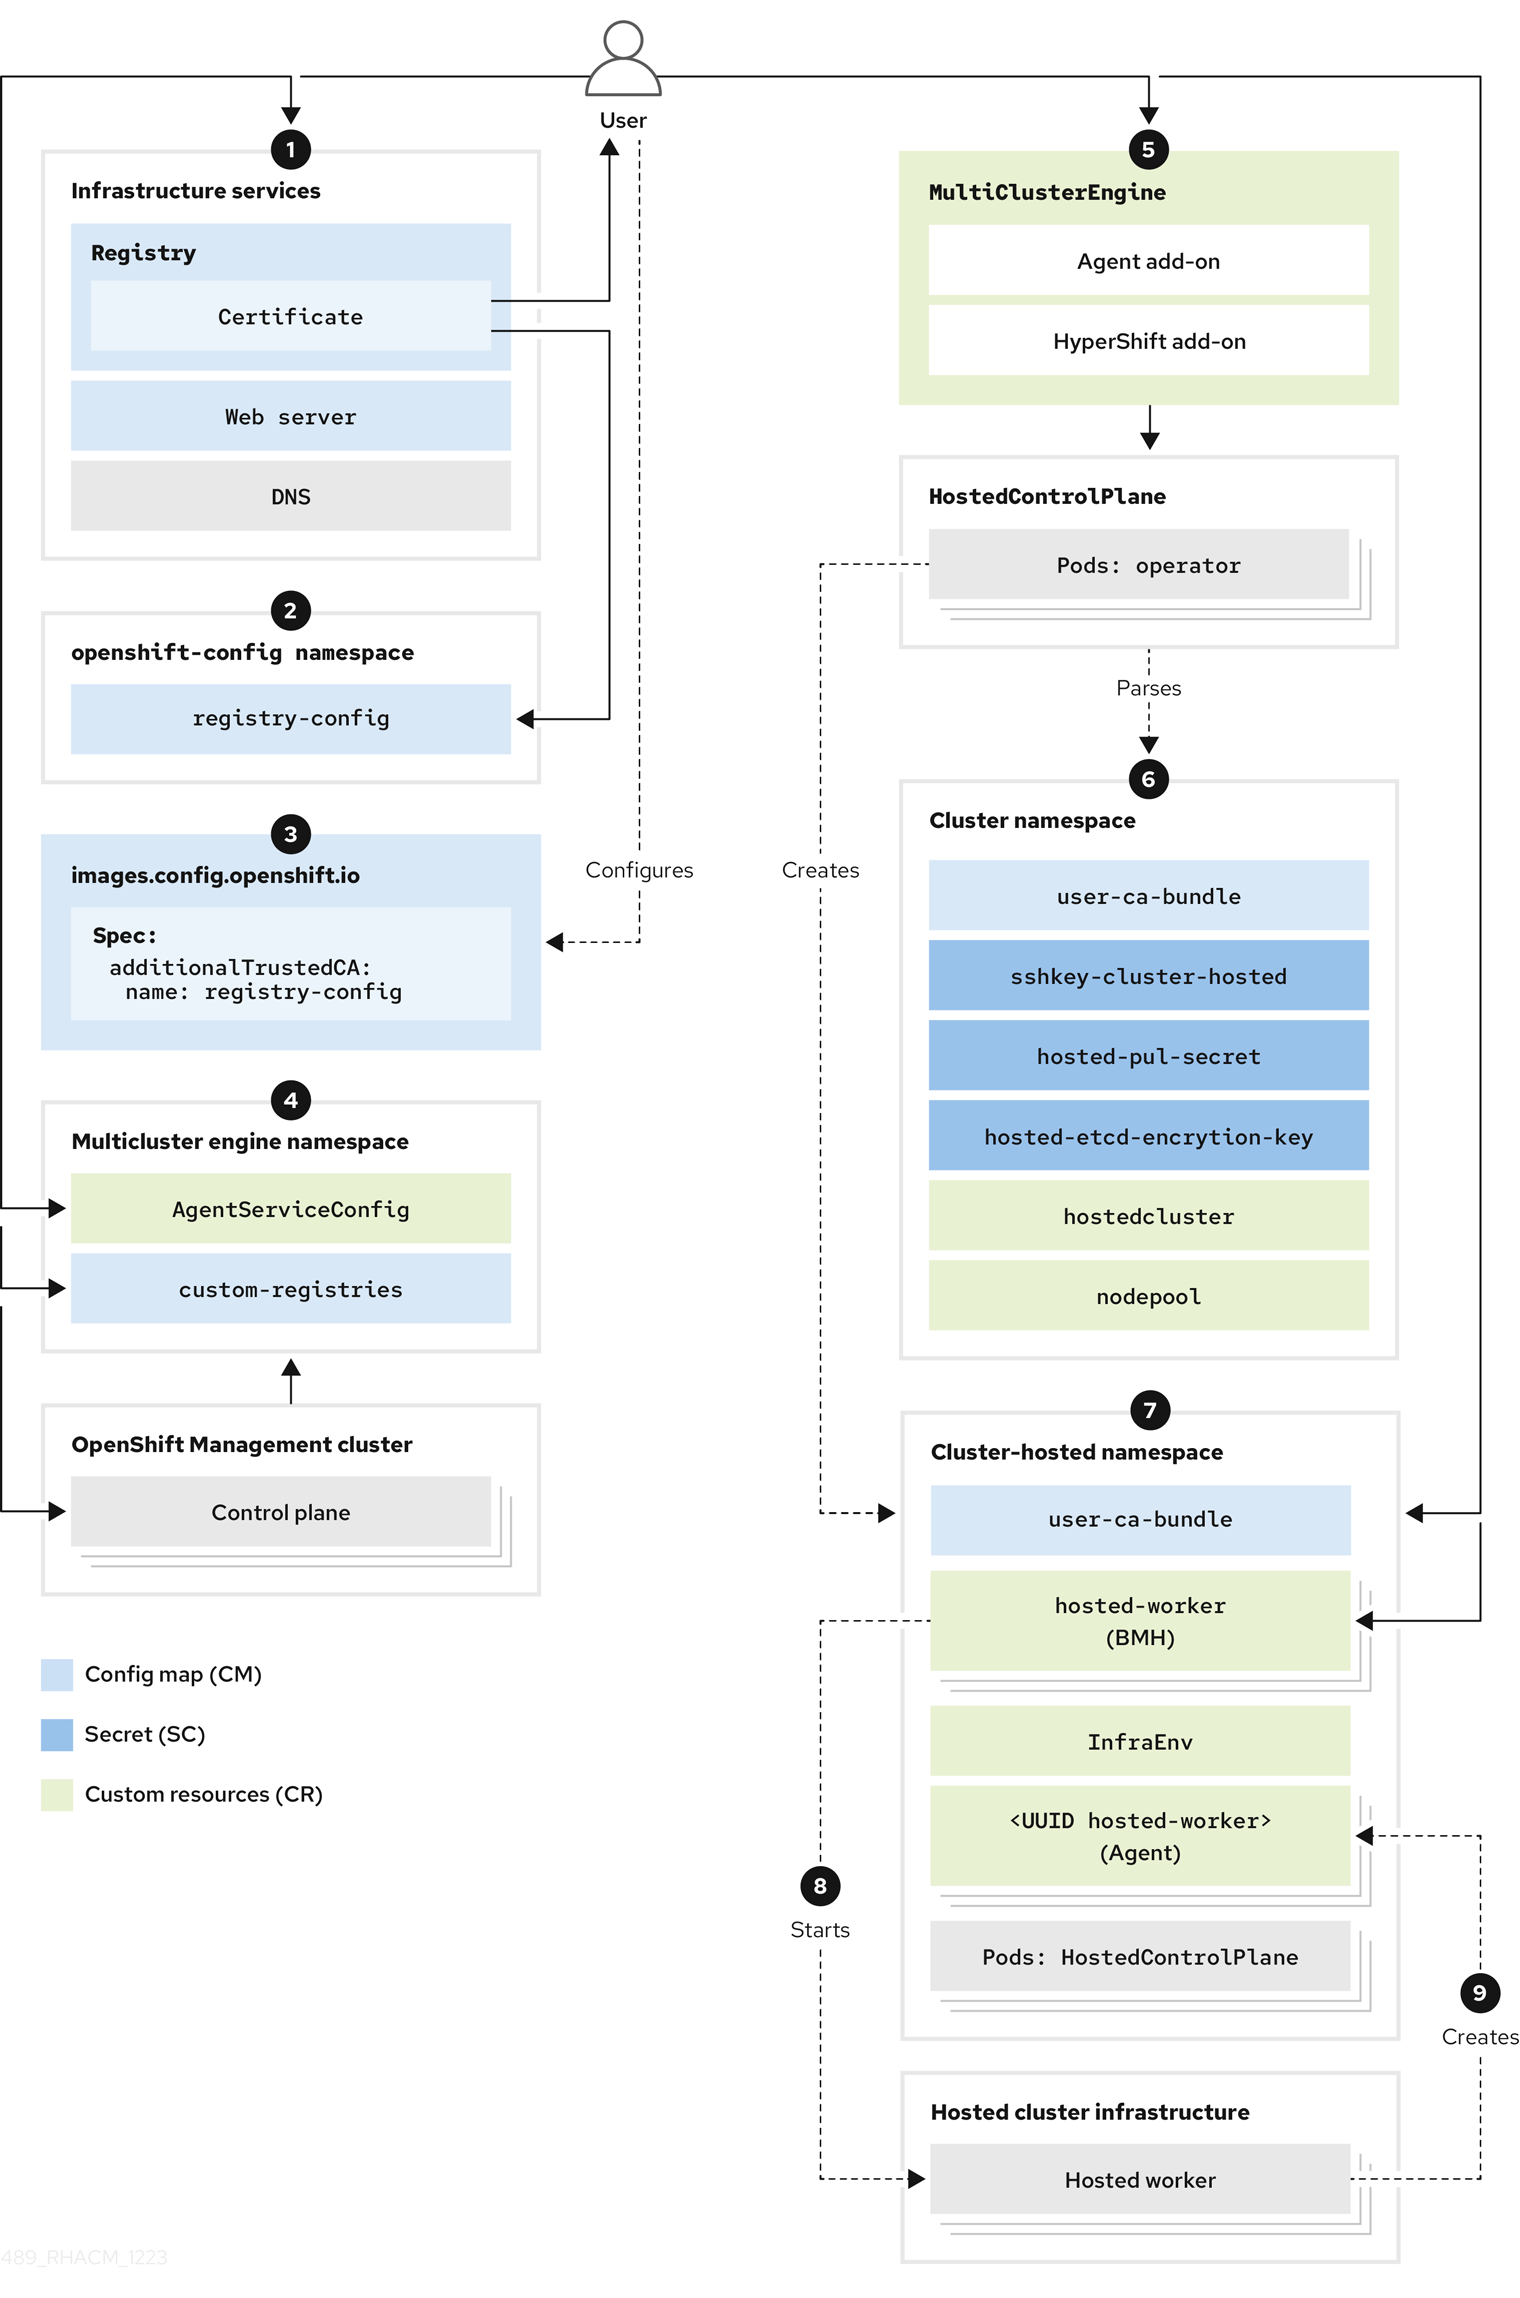 User
1
Infrastructure services
Registry
Certificate
Web server
DNS
2
openshift-config namespace
registry-config
3
images.config.openshift.io
Spec:
additionalTrustedCA:
name: registry-config
Configures
4
Multicluster engine namespace
AgentServiceConfig
custom-registries
OpenShift Management cluster
Control plane
Config map (CM)
Secret (SC)
Custom resources (CR)
5
MultiClusterEngine
Agent add-on
HyperShift add-on
HostedControlPlane
Pods: operator
Parses
Creates
6
Cluster namespace
user-ca-bundle
sshkey-cluster-hosted
hosted-pul-secret
hosted-etcd-encrytion-key
hostedcluster
nodepool
7
Cluster-hosted namespace
user-ca-bundle
hosted-worker
(BMH)
InfraEnv
<UUID hosted-worker>
(Agent)
Pods: HostedControlPlane
8
Starts
9
Creates
Hosted cluster infrastructure
Hosted worker
489_RHACM_1223